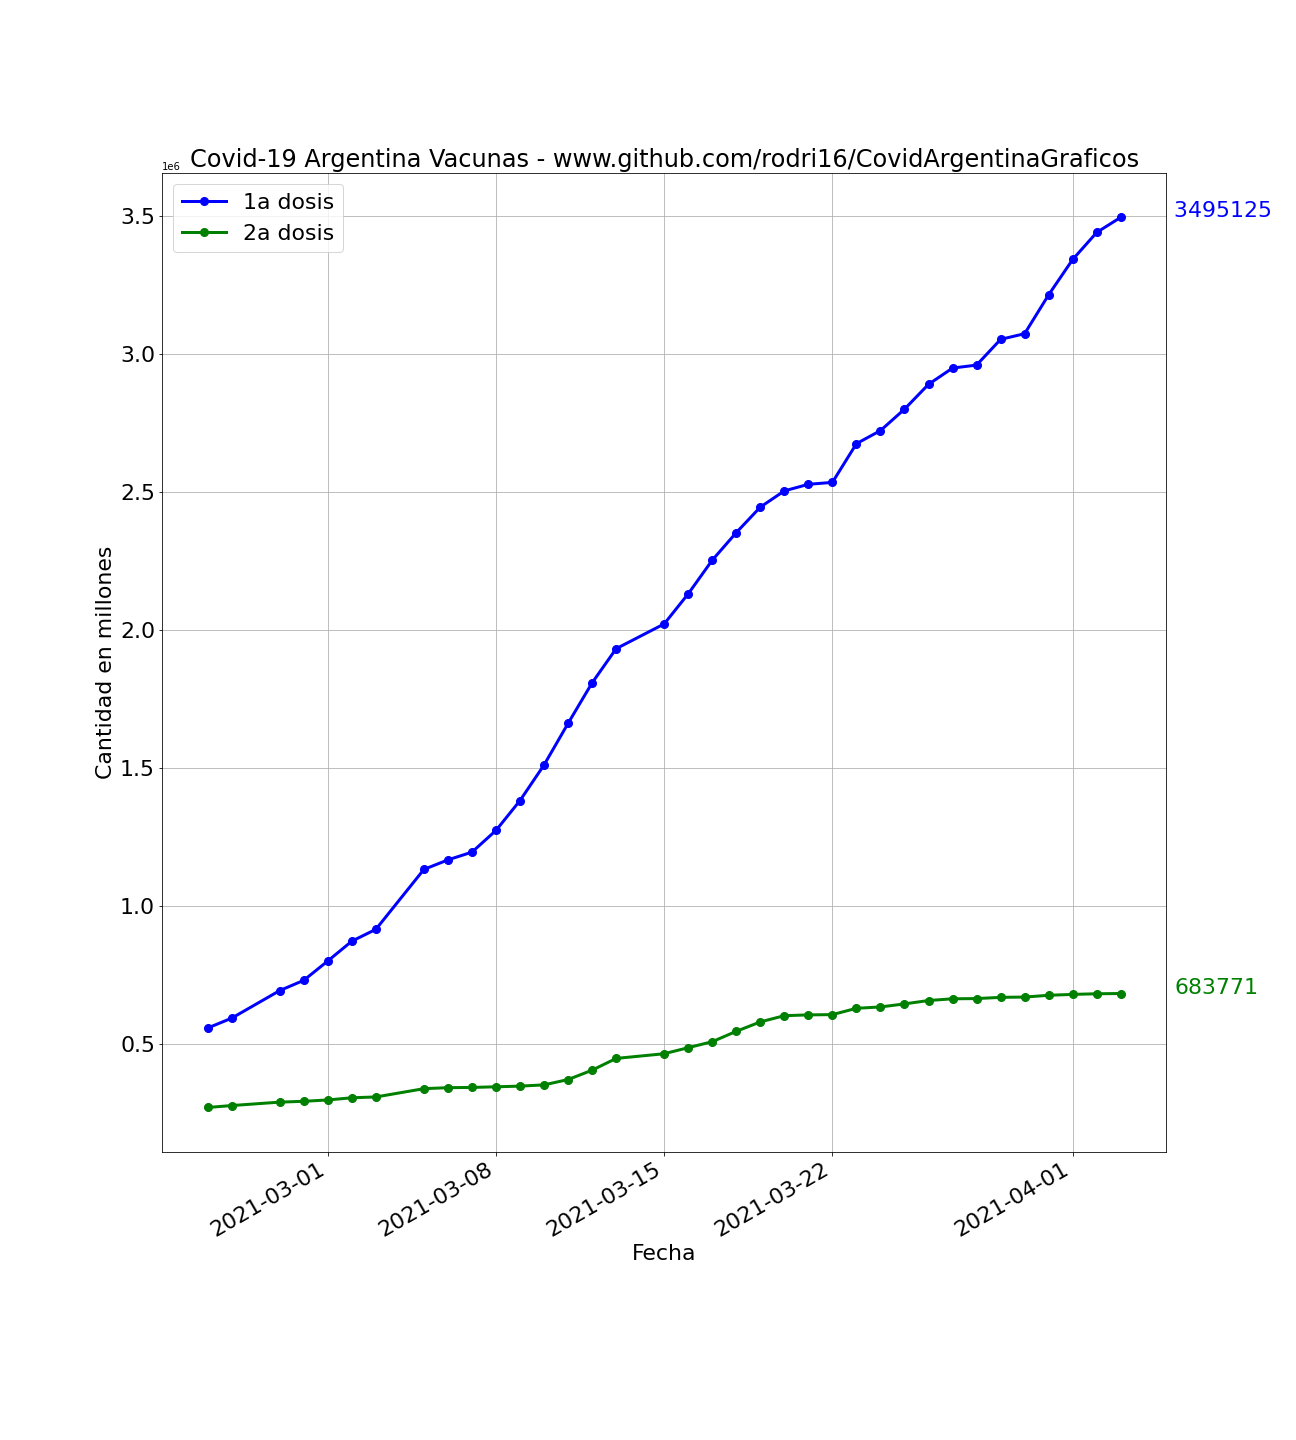 Covid-19 Argentina Vacunas - www.github.com/rodri16/CovidArgentinaGraficos
1e6
1a dosis
2a dosis
3495125
683771
3.5
3.0
2.5
2.0
1.5
1.0
0.5
Cantidad en millones
2021-03-01
2021-03-08
2021-03-15
2021-03-22
2021-04-01
Fecha